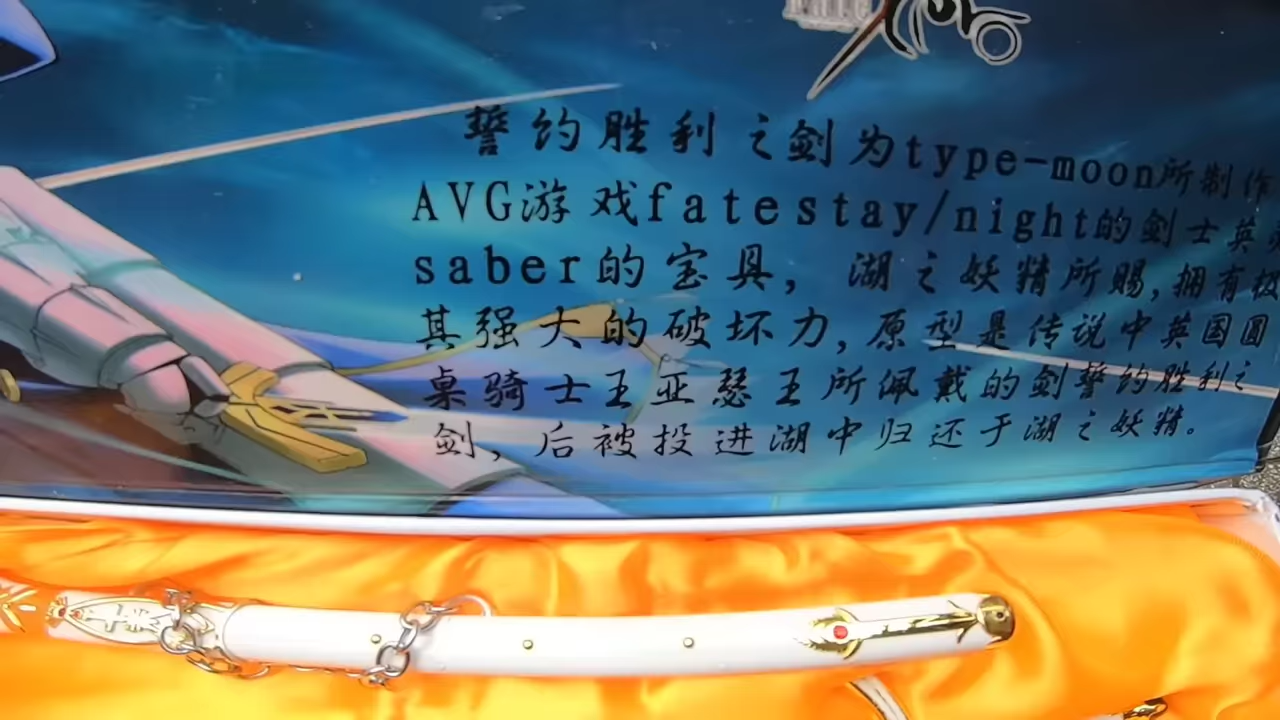 誓约胜利之剑为type-moon所制作
AVG游戏fatestay/night的剑士英
saber的宝具，湖之妖精所赐，拥有极
其强大的破坏力，原型是传说中英国圆
桌骑士王亚瑟王所佩戴的剑誓约胜利之
剑，后被投进湖中归还于湖之妖精。